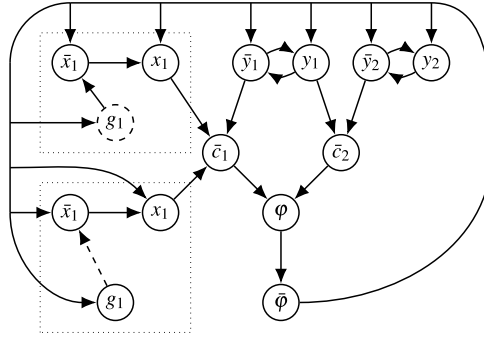 x̄₁ x₁ ȳ₁ y₁ ȳ₂ y₂
g₁
c̄₁ c̄₂
x̄₁ x₁ φ
g₁ φ̄